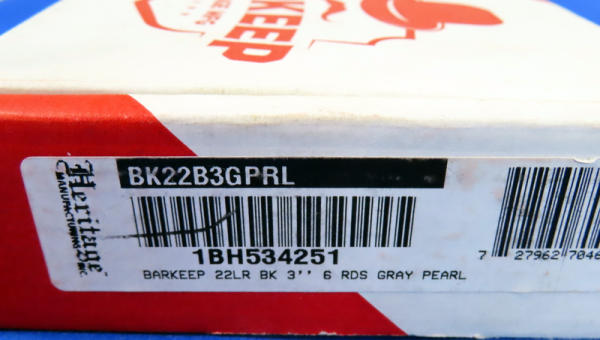 KEEP
Heritage
MANUFACTURING INC.
BK22B3GPRL
1BH534251
BARKEEP 22LR BK 3'' 6 RDS GRAY PEARL
7 27962 7046